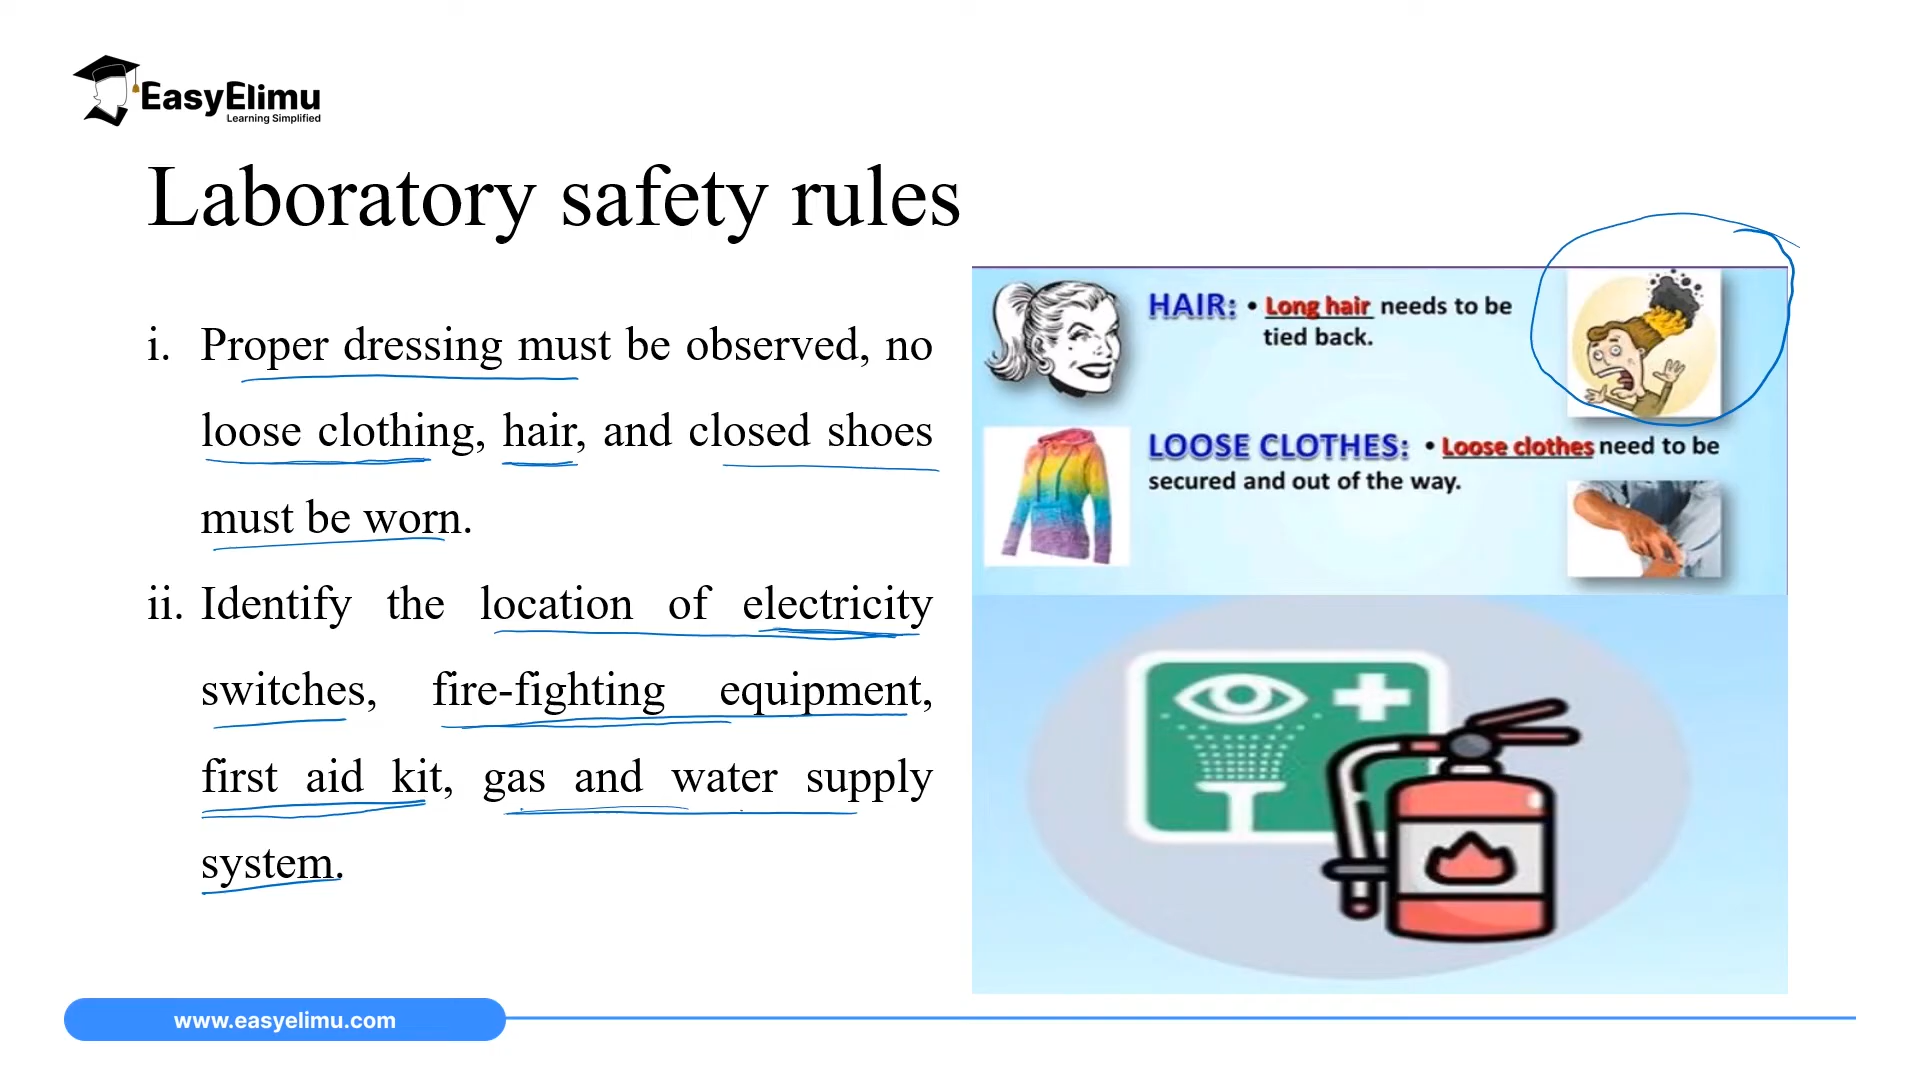 EasyElimu
Learning Simplified
Laboratory safety rules
i. Proper dressing must be observed, no
loose clothing, hair, and closed shoes
must be worn.
ii. Identify the location of electricity
switches, fire-fighting equipment,
first aid kit, gas and water supply
system.
HAIR: • Long hair needs to be
tied back.
LOOSE CLOTHES: • Loose clothes need to be
secured and out of the way.
www.easyelimu.com